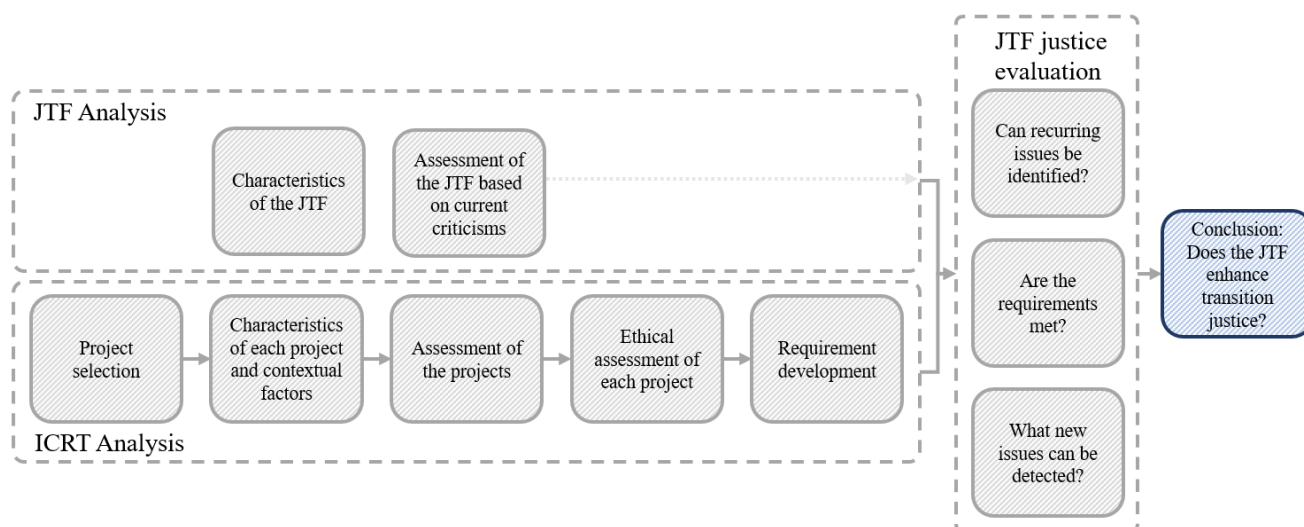 JTF Analysis
Characteristics
of the JTF
Assessment of
the JTF based
on current
criticisms
Project
selection
Characteristics
of each project
and contextual
factors
Assessment of
the projects
Ethical
assessment of
each project
Requirement
development
ICRT Analysis
JTF justice
evaluation
Can recurring
issues be
identified?
Are the
requirements
met?
What new
issues can be
detected?
Conclusion:
Does the JTF
enhance
transition
justice?